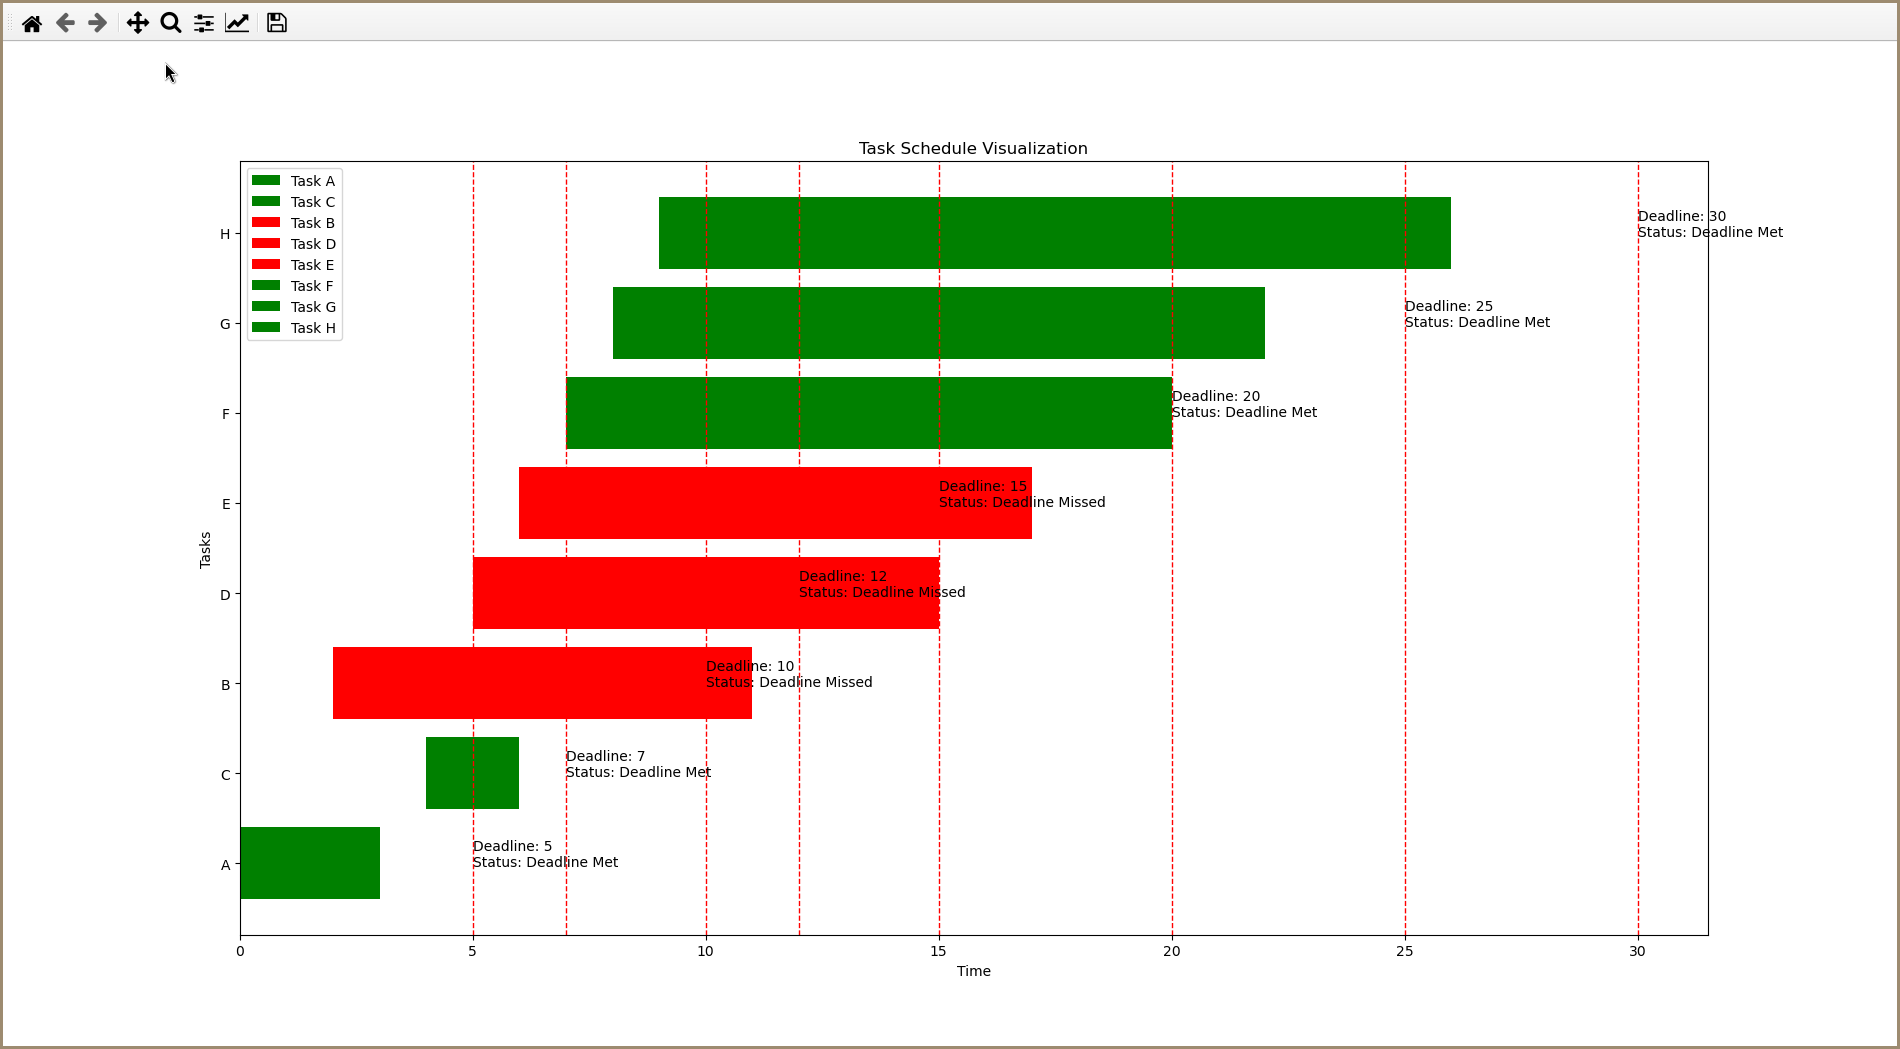 Task Schedule Visualization
Task A
Task C
Task B
Task D
Task E
Task F
Task G
Task H
Tasks
H
Deadline: 30
Status: Deadline Met
G
Deadline: 25
Status: Deadline Met
F
Deadline: 20
Status: Deadline Met
E
Deadline: 15
Status: Deadline Missed
D
Deadline: 12
Status: Deadline Missed
B
Deadline: 10
Status: Deadline Missed
C
Deadline: 7
Status: Deadline Met
A
Deadline: 5
Status: Deadline Met
0 5 10 15 20 25 30
Time